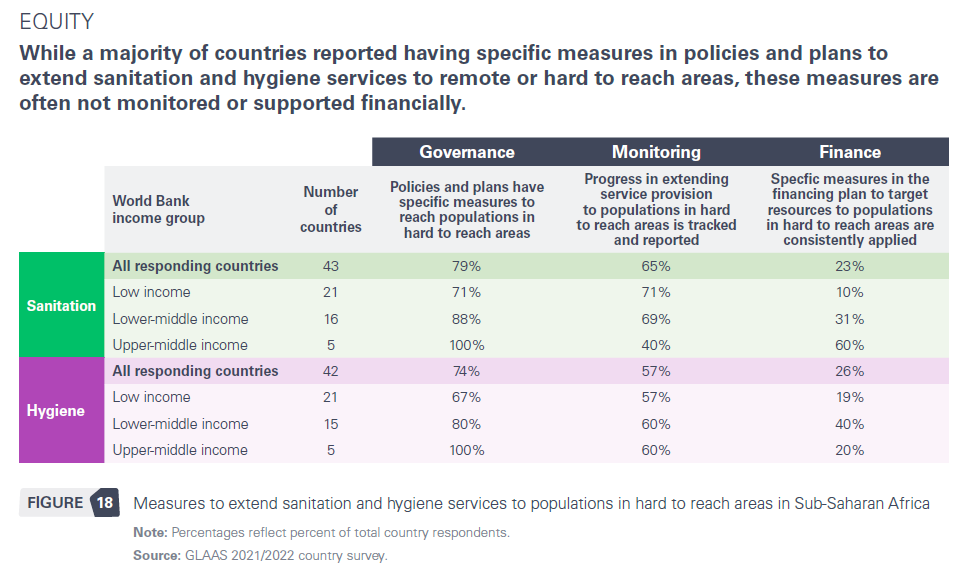 EQUITY
While a majority of countries reported having specific measures in policies and plans to
extend sanitation and hygiene services to remote or hard to reach areas, these measures are
often not monitored or supported financially.
Governance Monitoring Finance
World Bank
income group
Number
of
countries
Policies and plans have
specific measures to
reach populations in
hard to reach areas
Progress in extending
service provision
to populations in hard
to reach areas is tracked
and reported
Specfic measures in the
financing plan to target
resources to populations
in hard to reach areas are
consistently applied
Sanitation
All responding countries 43 79% 65% 23%
Low income 21 71% 71% 10%
Lower-middle income 16 88% 69% 31%
Upper-middle income 5 100% 40% 60%
Hygiene
All responding countries 42 74% 57% 26%
Low income 21 67% 57% 19%
Lower-middle income 15 80% 60% 40%
Upper-middle income 5 100% 60% 20%
FIGURE 18 Measures to extend sanitation and hygiene services to populations in hard to reach areas in Sub-Saharan Africa
Note: Percentages reflect percent of total country respondents.
Source: GLAAS 2021/2022 country survey.